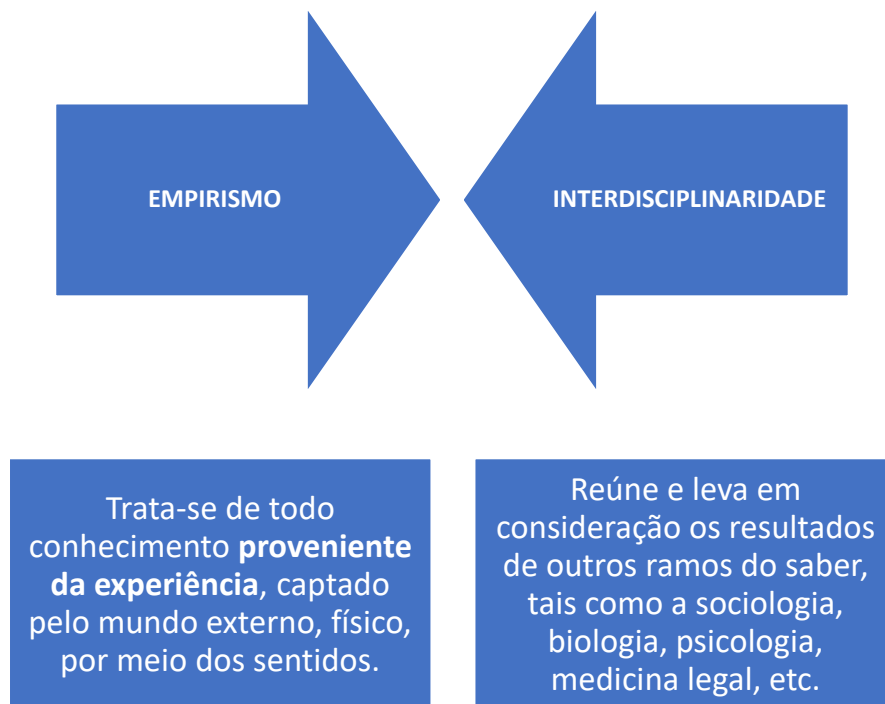 EMPIRISMO
INTERDISCIPLINARIDADE
Trata-se de todo
conhecimento proveniente
da experiência, captado
pelo mundo externo, físico,
por meio dos sentidos.
Reúne e leva em
consideração os resultados
de outros ramos do saber,
tais como a sociologia,
biologia, psicologia,
medicina legal, etc.